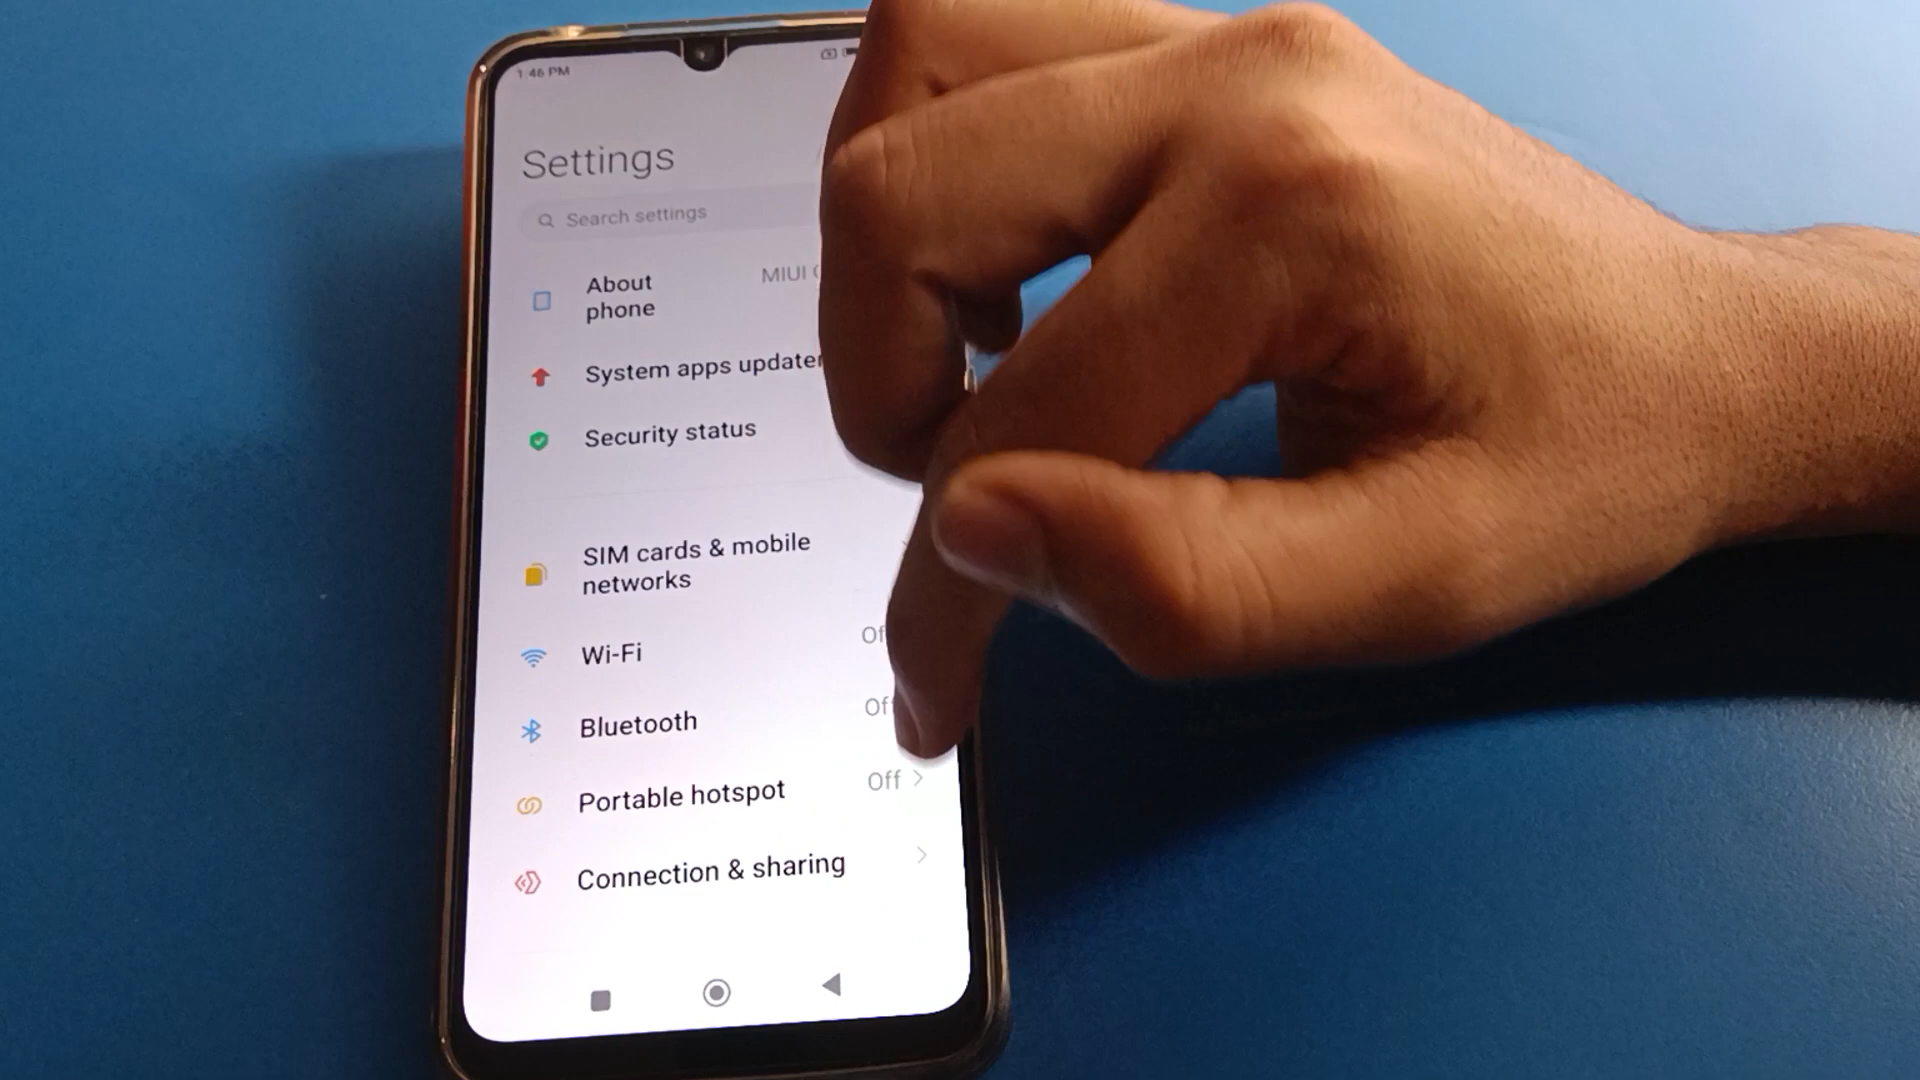 1:46 PM
Settings
Search settings
About
phone
MIUI
System apps updater
Security status
SIM cards & mobile
networks
Wi-Fi
Bluetooth
Portable hotspot
Off
Connection & sharing